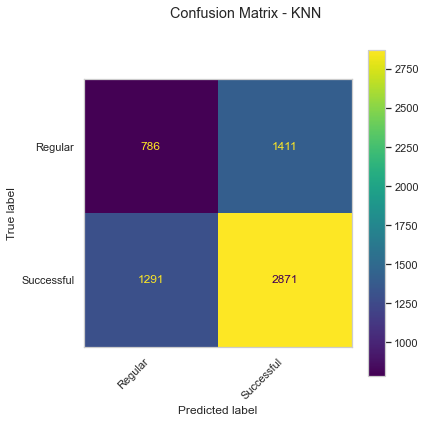 Confusion Matrix - KNN
Regular
Successful
True label
786
1411
1291
2871
Regular
Successful
Predicted label
2750
2500
2250
2000
1750
1500
1250
1000